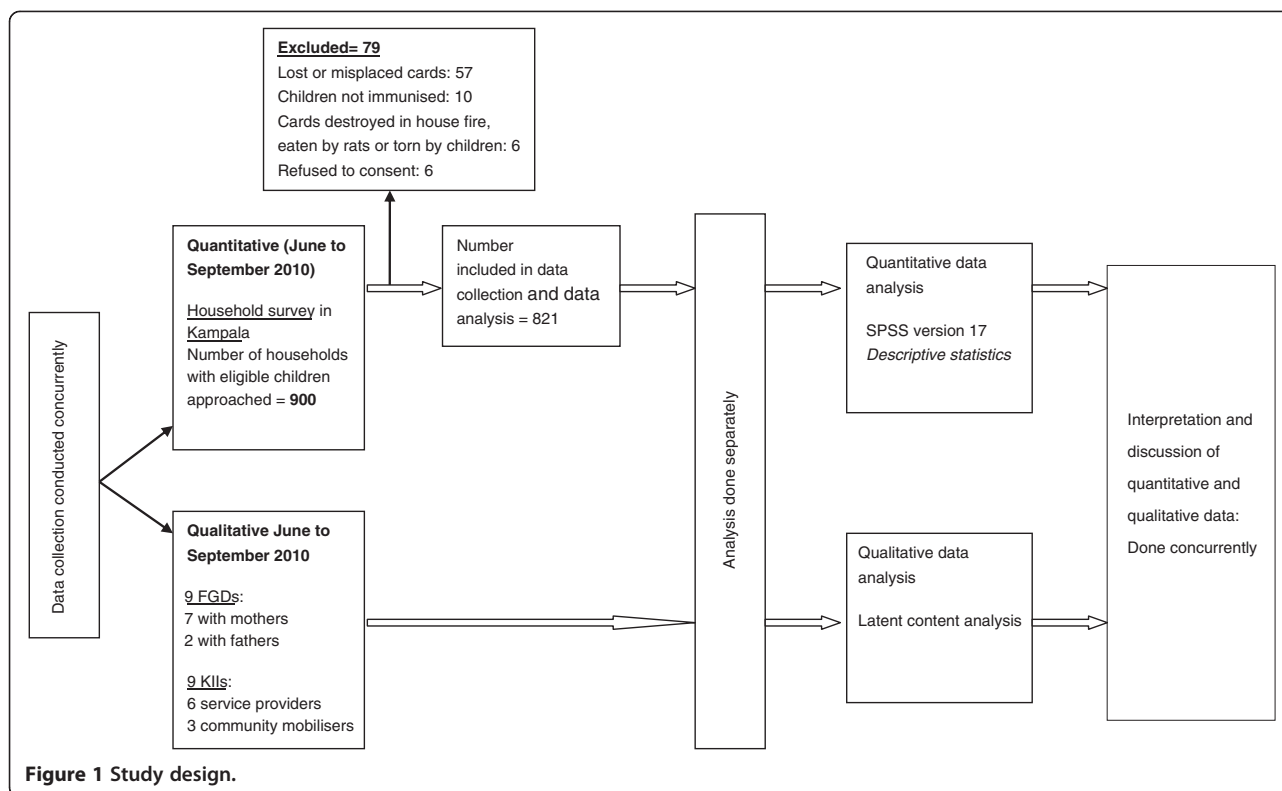 Excluded= 79
Lost or misplaced cards: 57
Children not immunised: 10
Cards destroyed in house fire,
eaten by rats or torn by children: 6
Refused to consent: 6
Data collection conducted concurrently
Quantitative (June to
September 2010)
Household survey in
Kampala
Number of households
with eligible children
approached = 900
Number
included in data
collection and data
analysis = 821
Qualitative June to
September 2010
9 FGDs:
7 with mothers
2 with fathers
9 KIIs:
6 service providers
3 community mobilisers
Analysis done separately
Quantitative data
analysis
SPSS version 17
Descriptive statistics
Qualitative data
analysis
Latent content analysis
Interpretation and
discussion of
quantitative and
qualitative data:
Done concurrently
Figure 1 Study design.